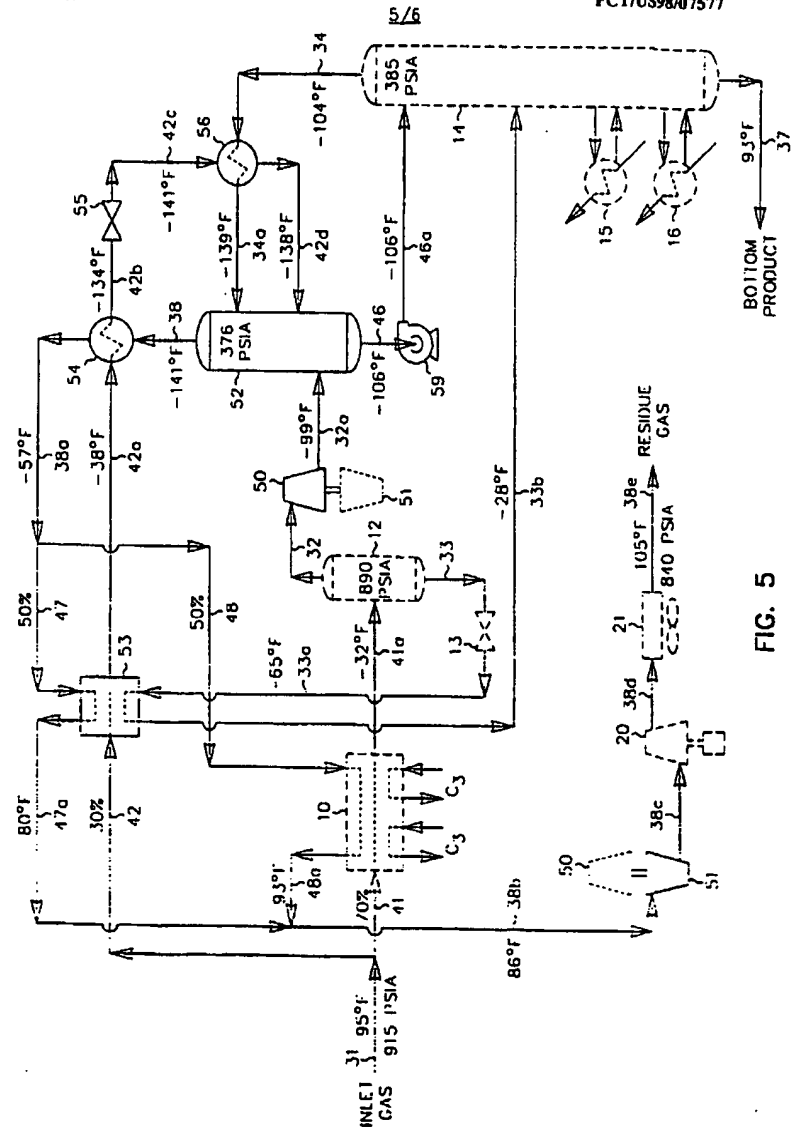 5/6
PCT/US98/07577
INLET GAS
31
95°F
915 PSIA
30%
42
70%
41
80°F
47a
93°F
48a
86°F
38b
50%
47
53
50%
48
10
C3
C3
-57°F
38a
-38°F
42a
-65°F
33a
-32°F
41a
13
890 PSIA
12
32
33
50
51
-99°F
32a
54
-134°F
42b
55
-141°F
42c
56
-141°F
38
376 PSIA
52
-139°F
34a
-138°F
42d
-106°F
46
59
-106°F
46a
-104°F
34
385 PSIA
14
-28°F
33b
15
16
93°F
37
BOTTOM PRODUCT
50
51
38c
20
38d
21
105°F
38e
840 PSIA
RESIDUE GAS
FIG. 5